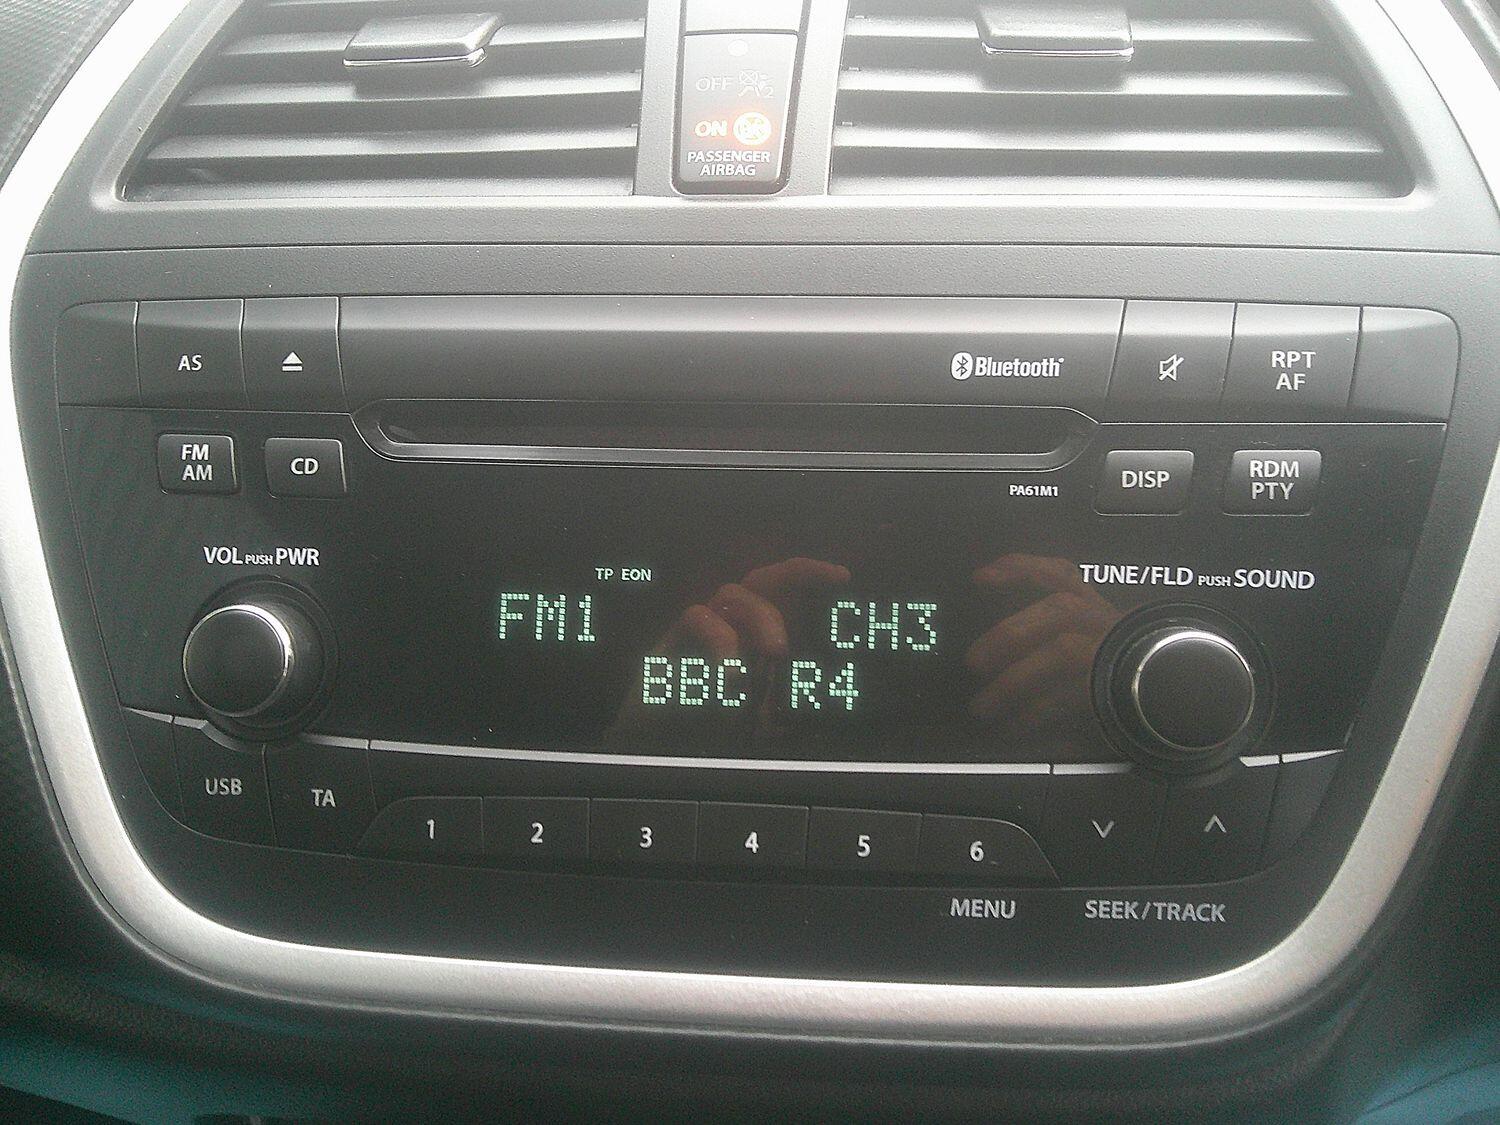 OFF
ON
PASSENGER
AIRBAG
AS
Bluetooth
RPT
AF
FM
AM
CD
PA61M1
DISP
RDM
PTY
VOL PUSH PWR
TUNE/FLD PUSH SOUND
TP EON
FM1 CH3
BBC R4
USB
TA
1 2 3 4 5 6
MENU
SEEK/TRACK